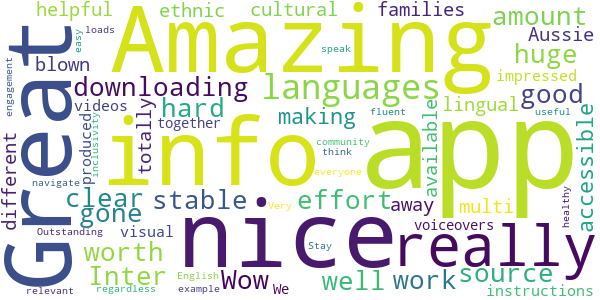 helpful
ethnic
cultural
families
amount
Aussie
Great
Amazing
easy
loads
speak
huge
blown
impressed
engagement
downloading
languages
good
videos
hard
making
lingual
produced
inclusivity
totally
together
available
accessible
different
info
app
community
fluent
useful
think
navigate
everyone
healthy
clear
stable
effort
away
multi
gone
nice
really
Very
Outstanding
visual
voiceovers
worth
Stay
Inter
English
Wow
well
work
source
relevant
regardless
example
We
instructions